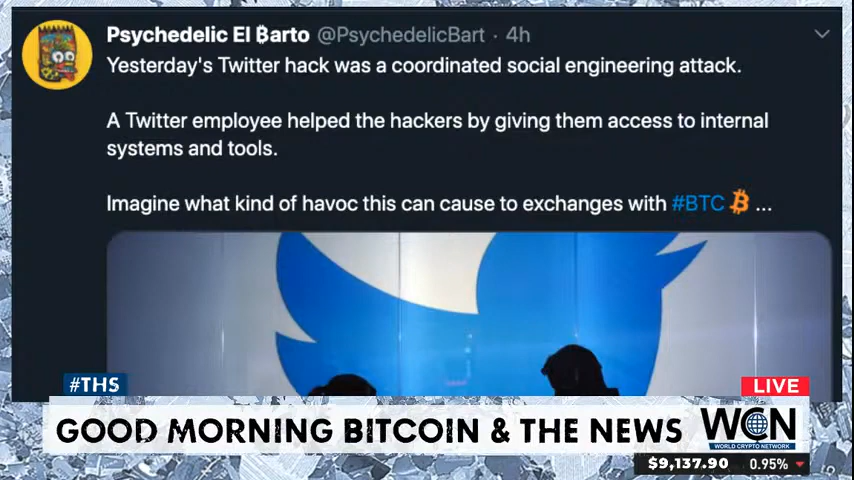 Psychedelic El ₿arto @PsychedelicBart · 4h
Yesterday's Twitter hack was a coordinated social engineering attack.
A Twitter employee helped the hackers by giving them access to internal
systems and tools.
Imagine what kind of havoc this can cause to exchanges with #BTC ₿ ...
#THS
LIVE
GOOD MORNING BITCOIN & THE NEWS
WCN
WORLD CRYPTO NETWORK
$9,137.90 0.95%